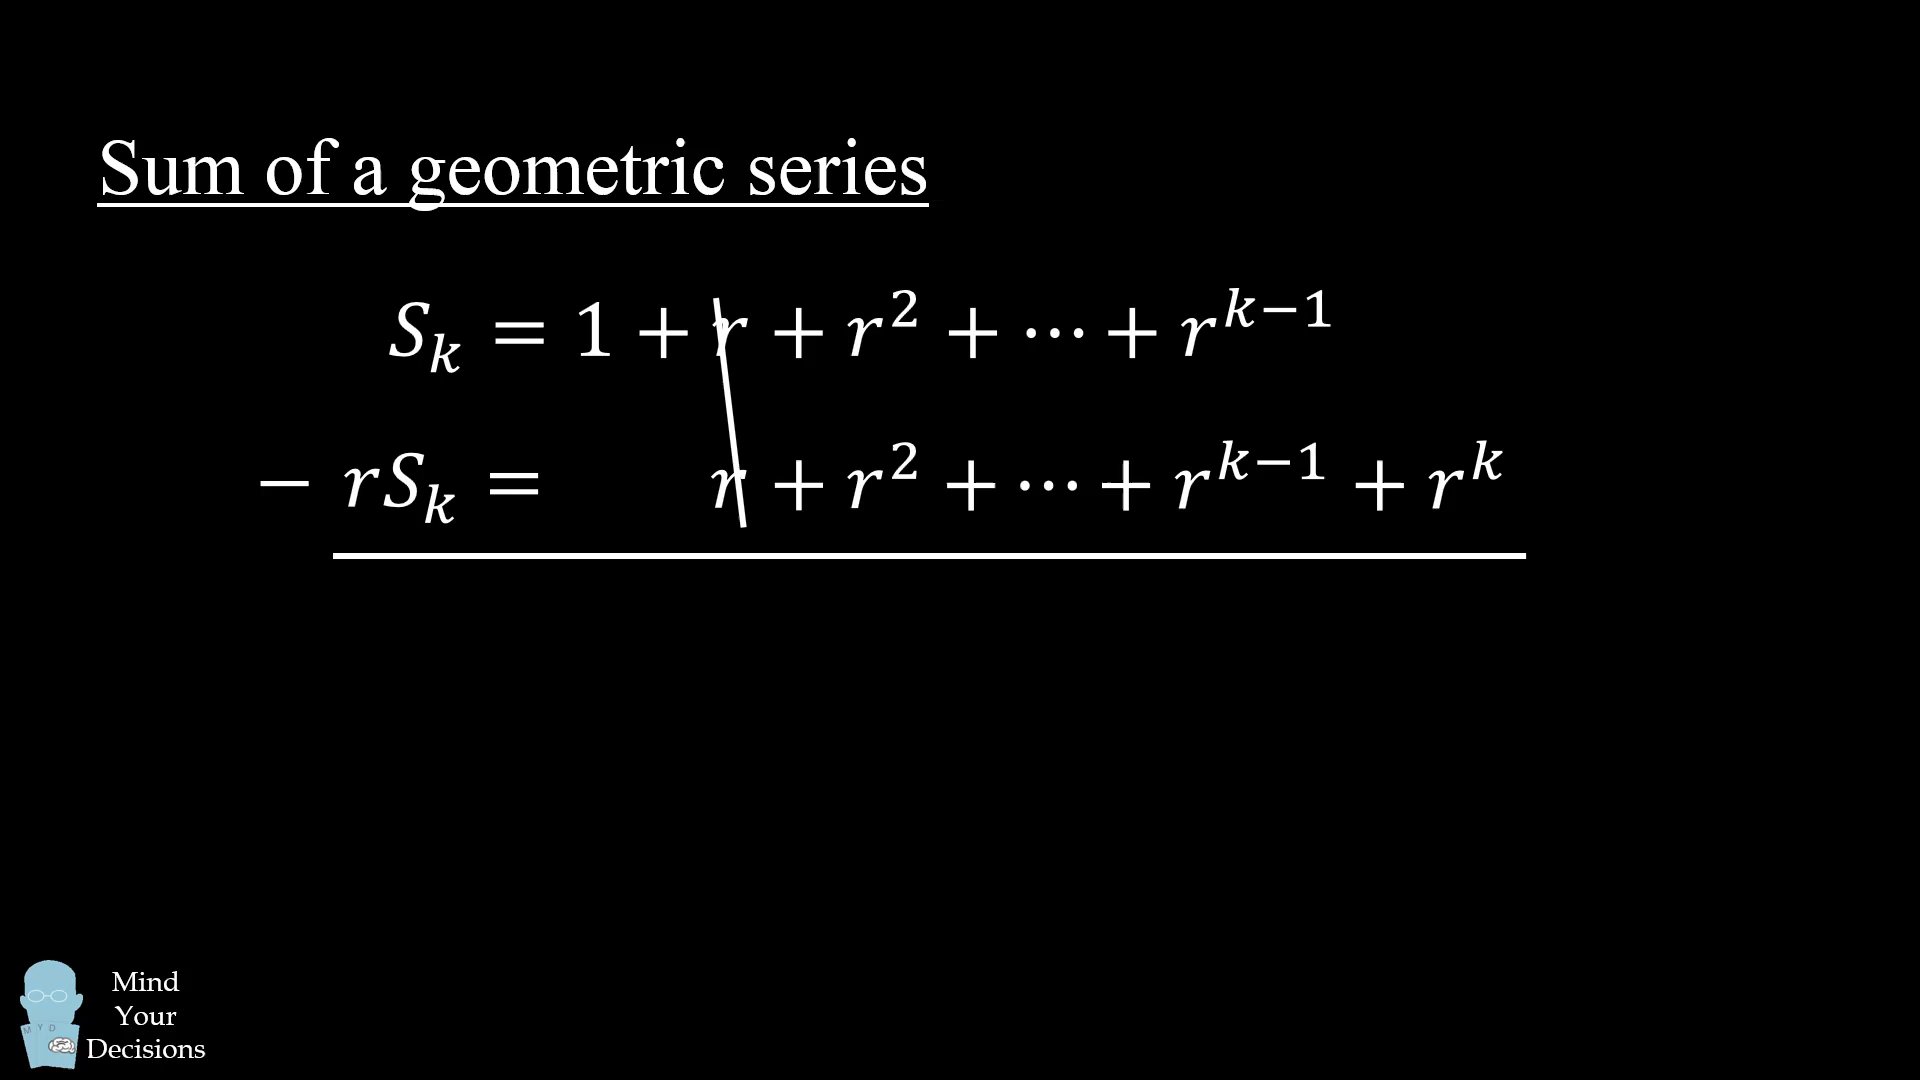 Sum of a geometric series
S_k = 1 + r + r^2 + ⋯ + r^{k−1}
− rS_k = r + r^2 + ⋯ + r^{k−1} + r^k
M Y D
Mind
Your
Decisions